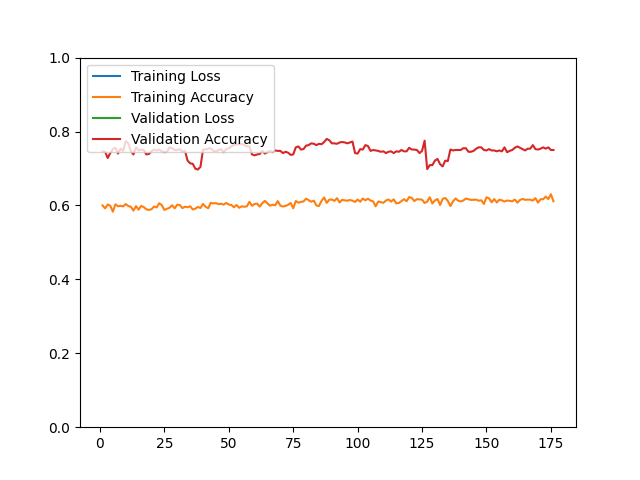 Training Loss
Training Accuracy
Validation Loss
Validation Accuracy
1.0
0.8
0.6
0.4
0.2
0.0
0 25 50 75 100 125 150 175